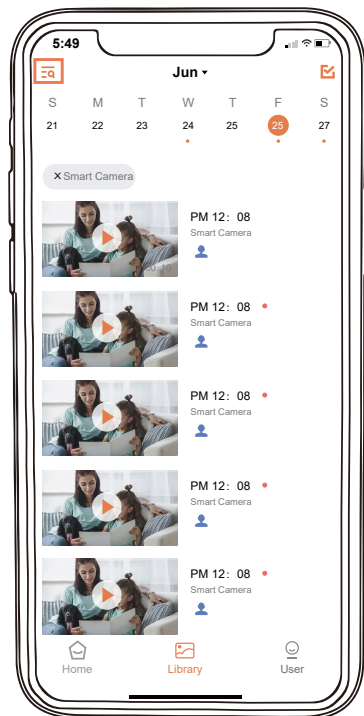 5:49
Jun
S M T W T F S
21 22 23 24 25 25 27
× Smart Camera
PM 12: 08
Smart Camera
PM 12: 08
Smart Camera
PM 12: 08
Smart Camera
PM 12: 08
Smart Camera
PM 12: 08
Smart Camera
Home Library User